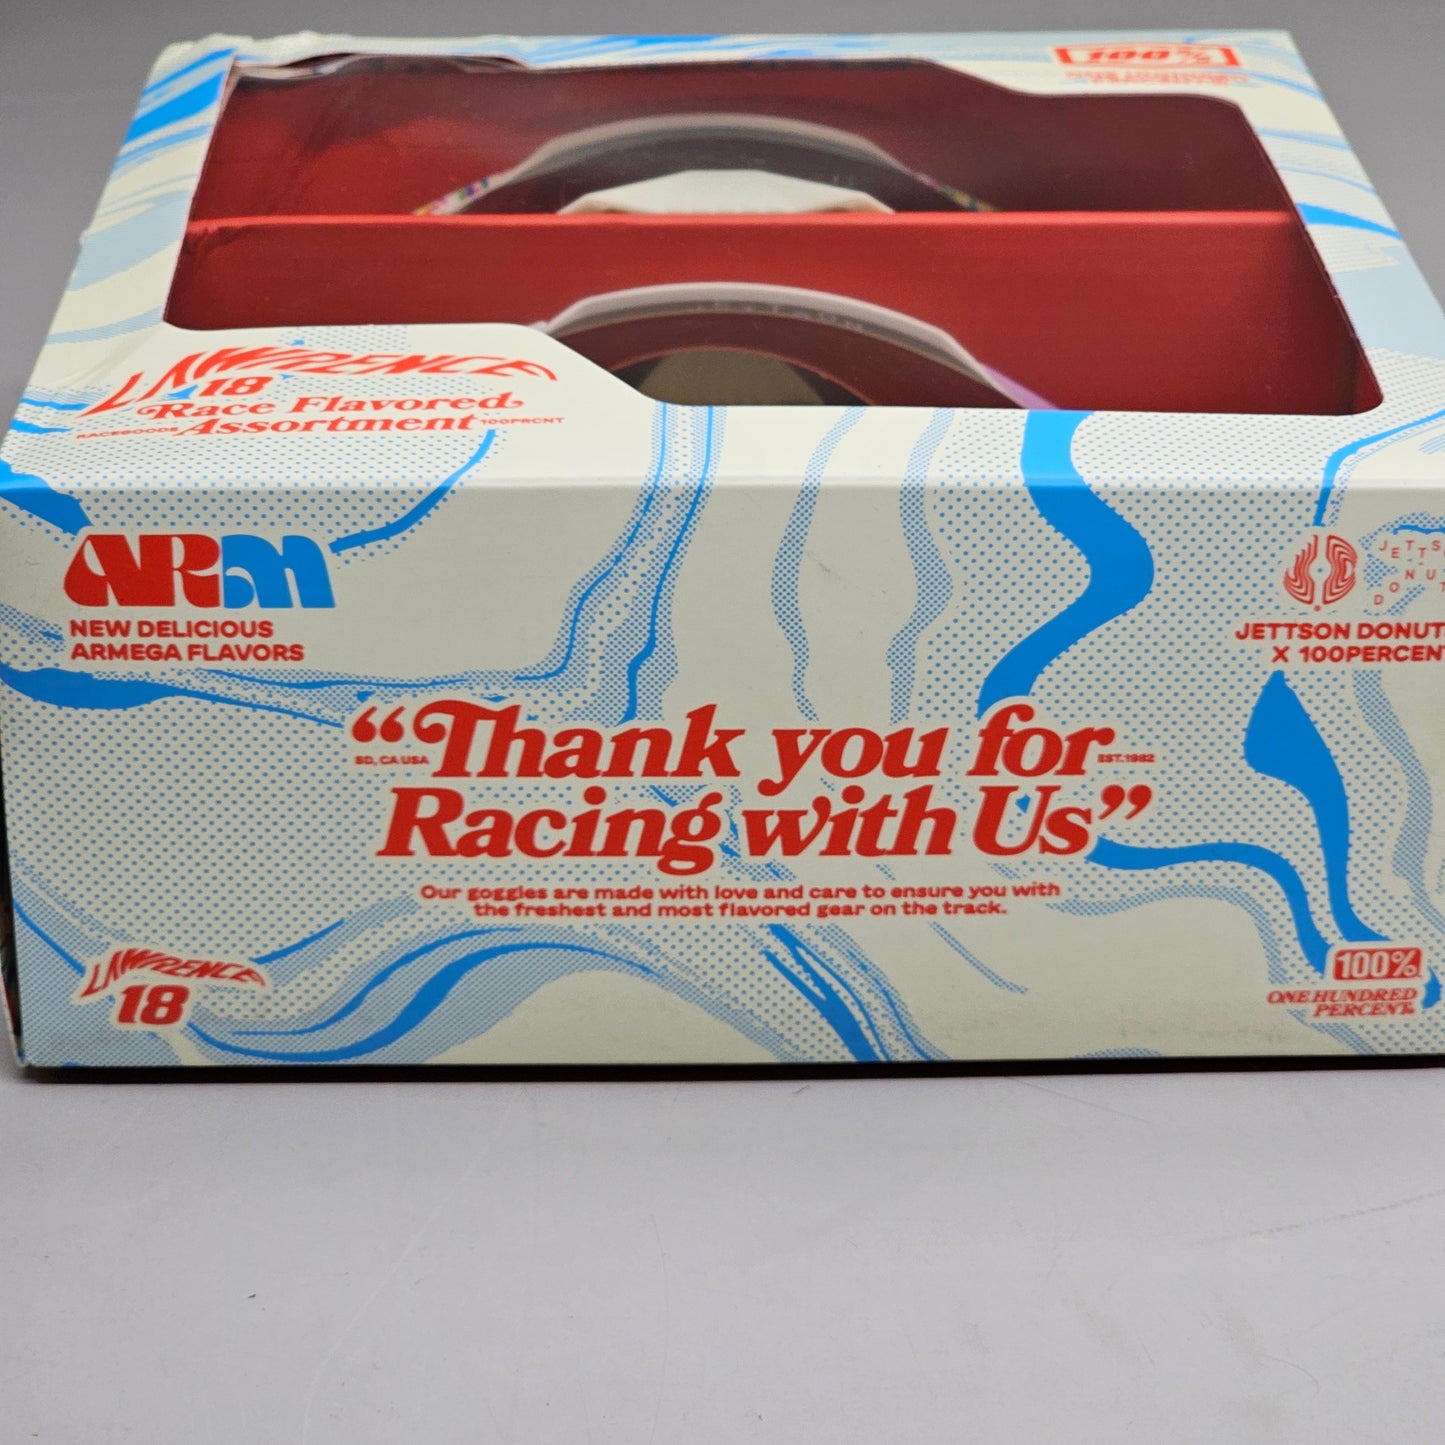 100%
LAWRENCE
18
Race Flavored
RACEGOODS Assortment 100PRCNT
ARM
NEW DELICIOUS
ARMEGA FLAVORS
JETTSON DONUT
X 100PERCENT
“Thank you for
SD, CA USA
EST.1982
Racing with Us”
Our goggles are made with love and care to ensure you with
the freshest and most flavored gear on the track.
LAWRENCE
18
100%
ONE HUNDRED
PERCENT